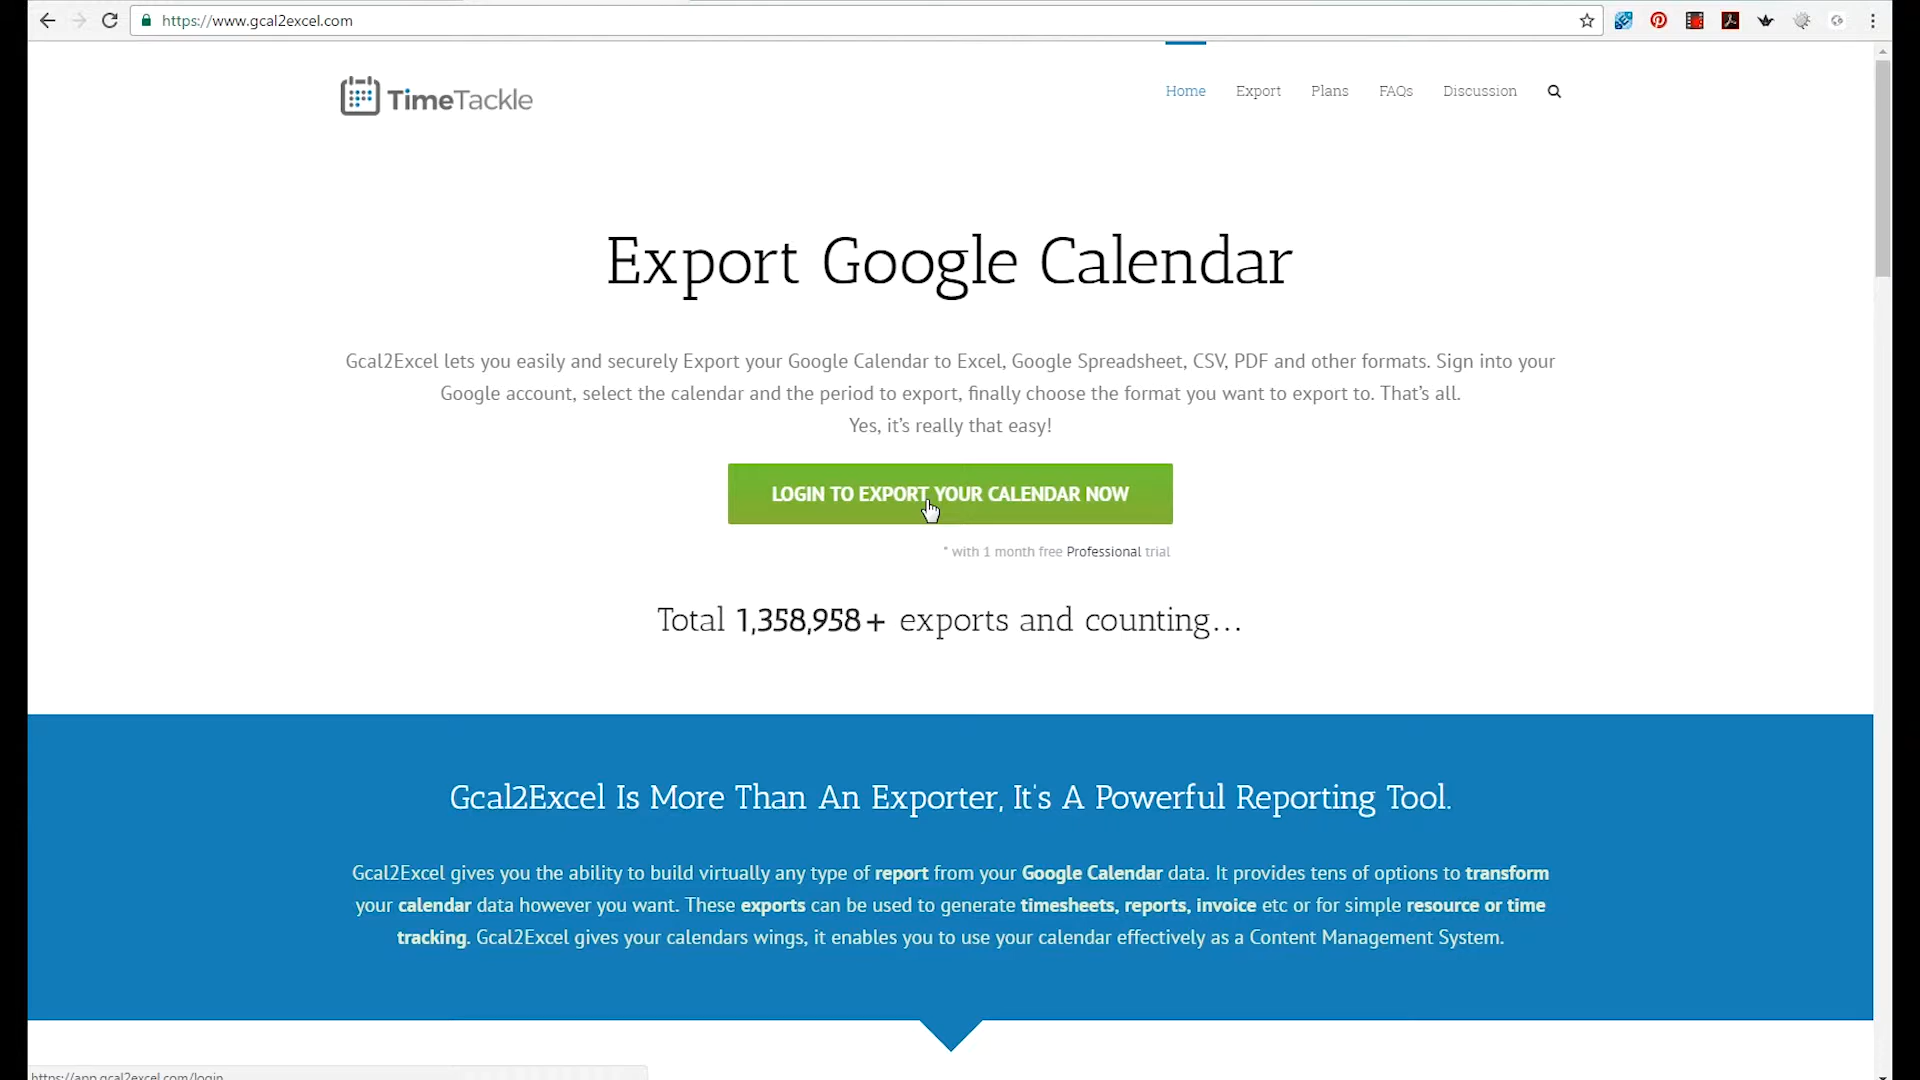 https://www.gcal2excel.com
TimeTackle
Home Export Plans FAQs Discussion
Export Google Calendar
Gcal2Excel lets you easily and securely Export your Google Calendar to Excel, Google Spreadsheet, CSV, PDF and other formats. Sign into your
Google account, select the calendar and the period to export, finally choose the format you want to export to. That's all.
Yes, it's really that easy!
LOGIN TO EXPORT YOUR CALENDAR NOW
* with 1 month free Professional trial
Total 1,358,958+ exports and counting...
Gcal2Excel Is More Than An Exporter, It's A Powerful Reporting Tool.
Gcal2Excel gives you the ability to build virtually any type of report from your Google Calendar data. It provides tens of options to transform
your calendar data however you want. These exports can be used to generate timesheets, reports, invoice etc or for simple resource or time
tracking. Gcal2Excel gives your calendars wings, it enables you to use your calendar effectively as a Content Management System.
https://app.gcal2excel.com/login